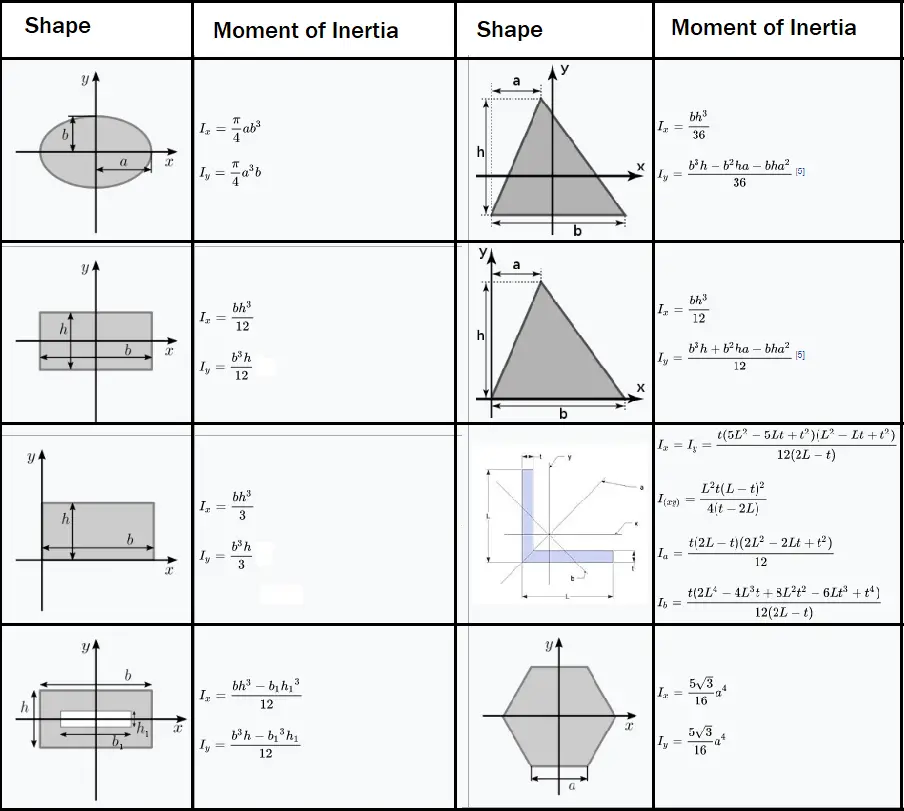 Shape Moment of Inertia Shape Moment of Inertia
y
b
a
x
I_x = \frac{\pi}{4}ab^3
I_y = \frac{\pi}{4}a^3b
y
a
h
x
b
I_x = \frac{bh^3}{36}
I_y = \frac{b^3h - b^2ha - bha^2}{36} [5]
y
h
b
x
I_x = \frac{bh^3}{12}
I_y = \frac{b^3h}{12}
y
a
h
x
b
I_x = \frac{bh^3}{12}
I_y = \frac{b^3h + b^2ha - bha^2}{12} [5]
y
h
b
x
I_x = \frac{bh^3}{3}
I_y = \frac{b^3h}{3}
t
y
a
L
x
b
t
L
I_x = I_y = \frac{t(5L^2 - 5Lt + t^2)(L^2 - Lt + t^2)}{12(2L - t)}
I_{(xy)} = \frac{L^2t(L - t)^2}{4(t - 2L)}
I_a = \frac{t(2L - t)(2L^2 - 2Lt + t^2)}{12}
I_b = \frac{t(2L^4 - 4L^3t + 8L^2t^2 - 6Lt^3 + t^4)}{12(2L - t)}
y
b
h
h_1
x
b_1
I_x = \frac{bh^3 - b_1{h_1}^3}{12}
I_y = \frac{b^3h - {b_1}^3h_1}{12}
y
x
a
I_x = \frac{5\sqrt{3}}{16}a^4
I_y = \frac{5\sqrt{3}}{16}a^4